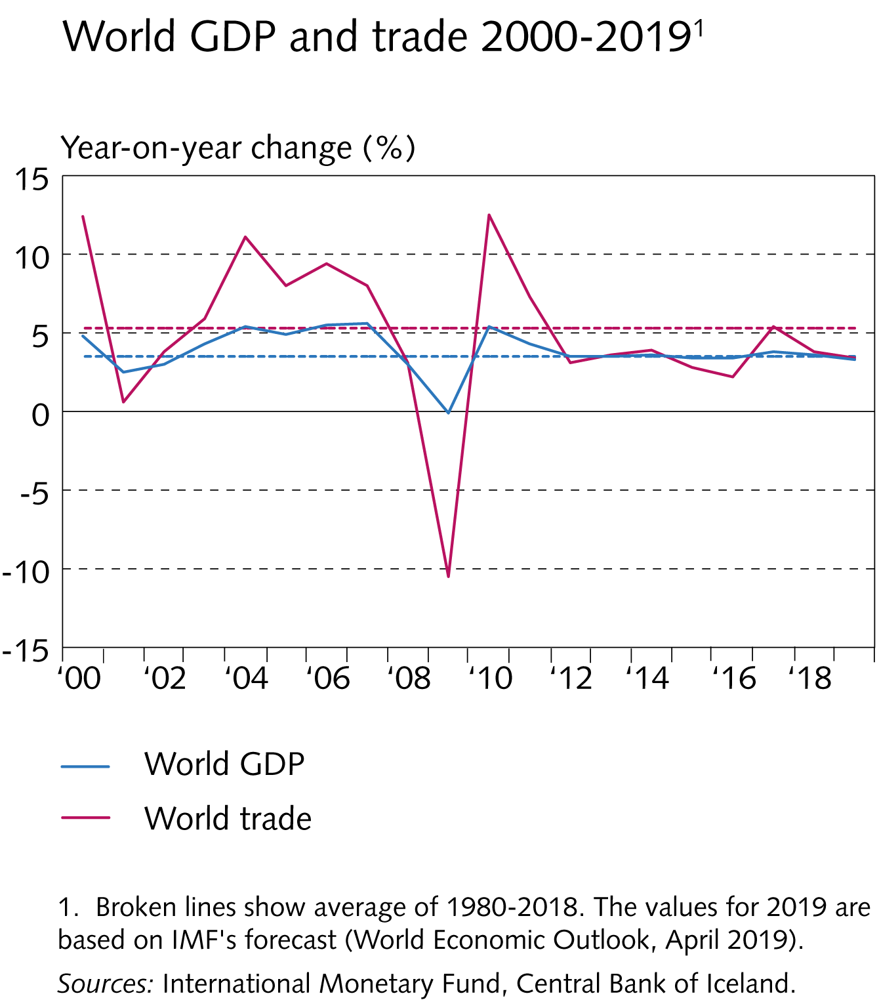 World GDP and trade 2000-2019¹
Year-on-year change (%)
15
10
5
0
-5
-10
-15
‘00 ‘02 ‘04 ‘06 ‘08 ‘10 ‘12 ‘14 ‘16 ‘18
World GDP
World trade
1. Broken lines show average of 1980-2018. The values for 2019 are
based on IMF's forecast (World Economic Outlook, April 2019).
Sources: International Monetary Fund, Central Bank of Iceland.